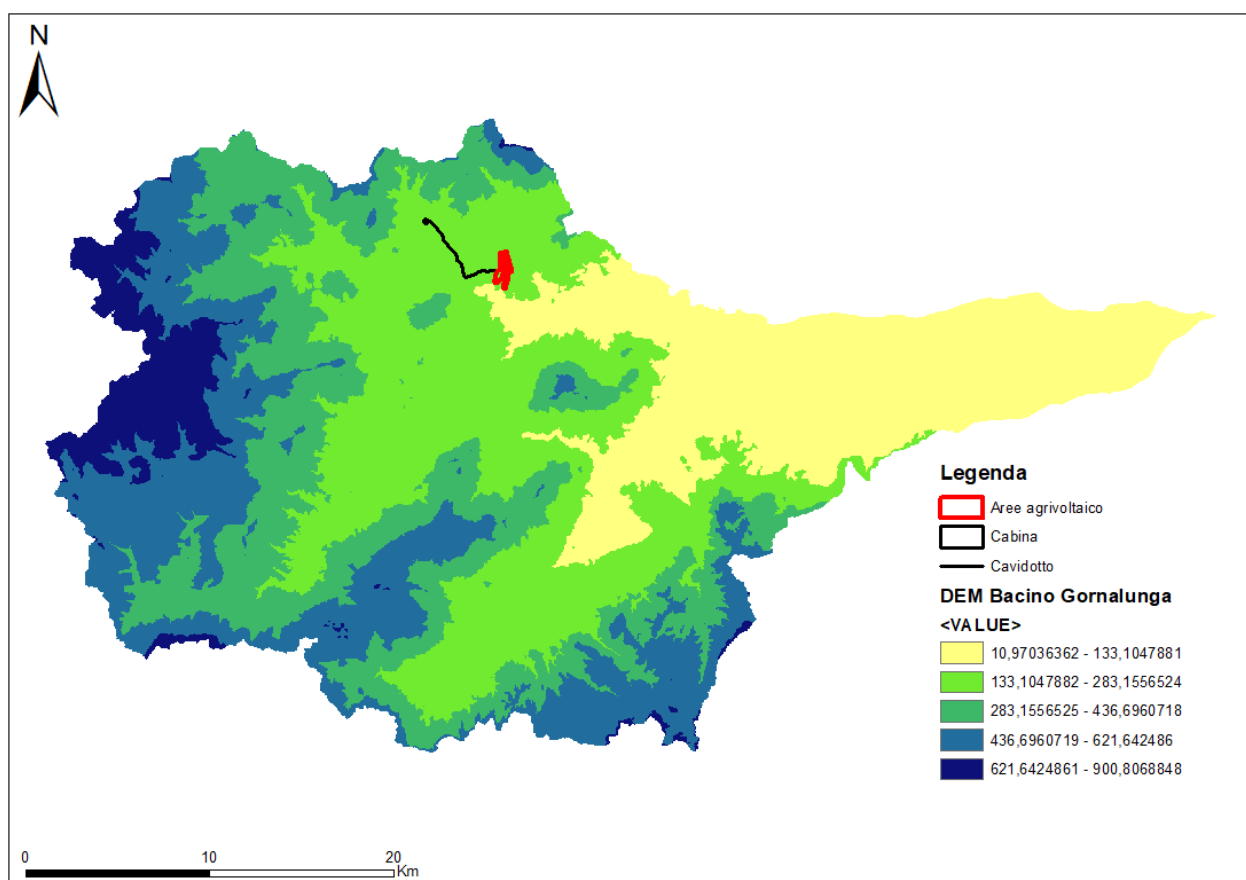 N
Legenda
Aree agrivoltaico
Cabina
Cavidotto
DEM Bacino Gornalunga
<VALUE>
10,97036362 - 133,1047881
133,1047882 - 283,1556524
283,1556525 - 436,6960718
436,6960719 - 621,642486
621,6424861 - 900,8068848
0 10 20
Km